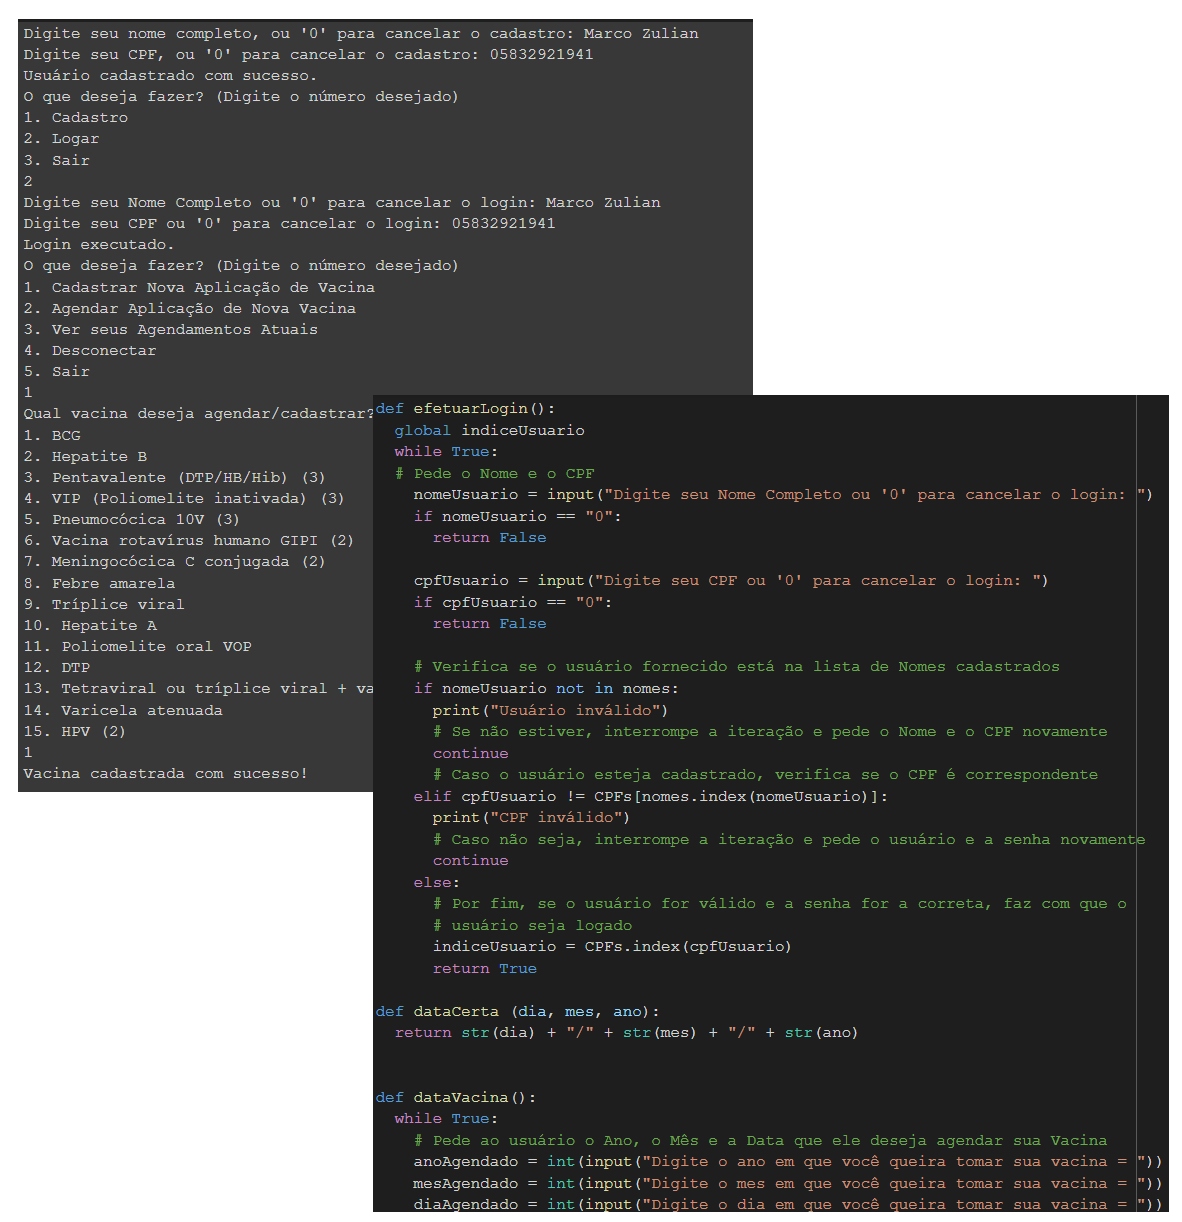 Digite seu nome completo, ou '0' para cancelar o cadastro: Marco Zulian
Digite seu CPF, ou '0' para cancelar o cadastro: 05832921941
Usuário cadastrado com sucesso.
O que deseja fazer? (Digite o número desejado)
1. Cadastro
2. Logar
3. Sair
2
Digite seu Nome Completo ou '0' para cancelar o login: Marco Zulian
Digite seu CPF ou '0' para cancelar o login: 05832921941
Login executado.
O que deseja fazer? (Digite o número desejado)
1. Cadastrar Nova Aplicação de Vacina
2. Agendar Aplicação de Nova Vacina
3. Ver seus Agendamentos Atuais
4. Desconectar
5. Sair
1
Qual vacina deseja agendar/cadastrar?
1. BCG
2. Hepatite B
3. Pentavalente (DTP/HB/Hib) (3)
4. VIP (Poliomelite inativada) (3)
5. Pneumocócica 10V (3)
6. Vacina rotavírus humano GIPI (2)
7. Meningocócica C conjugada (2)
8. Febre amarela
9. Tríplice viral
10. Hepatite A
11. Poliomelite oral VOP
12. DTP
13. Tetraviral ou tríplice viral + va
14. Varicela atenuada
15. HPV (2)
1
Vacina cadastrada com sucesso!
def efetuarLogin():
  global indiceUsuario
  while True:
  # Pede o Nome e o CPF
    nomeUsuario = input("Digite seu Nome Completo ou '0' para cancelar o login: ")
    if nomeUsuario == "0":
      return False
    cpfUsuario = input("Digite seu CPF ou '0' para cancelar o login: ")
    if cpfUsuario == "0":
      return False
    # Verifica se o usuário fornecido está na lista de Nomes cadastrados
    if nomeUsuario not in nomes:
      print("Usuário inválido")
      # Se não estiver, interrompe a iteração e pede o Nome e o CPF novamente
      continue
      # Caso o usuário esteja cadastrado, verifica se o CPF é correspondente
    elif cpfUsuario != CPFs[nomes.index(nomeUsuario)]:
      print("CPF inválido")
      # Caso não seja, interrompe a iteração e pede o usuário e a senha novamente
      continue
    else:
      # Por fim, se o usuário for válido e a senha for a correta, faz com que o
      # usuário seja logado
      indiceUsuario = CPFs.index(cpfUsuario)
      return True
def dataCerta (dia, mes, ano):
  return str(dia) + "/" + str(mes) + "/" + str(ano)
def dataVacina():
  while True:
    # Pede ao usuário o Ano, o Mês e a Data que ele deseja agendar sua Vacina
    anoAgendado = int(input("Digite o ano em que você queira tomar sua vacina = "))
    mesAgendado = int(input("Digite o mes em que você queira tomar sua vacina = "))
    diaAgendado = int(input("Digite o dia em que você queira tomar sua vacina = "))